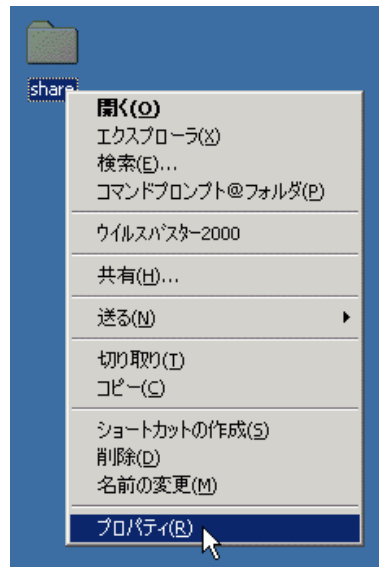 share
開く(O)
エクスプローラ(X)
検索(E)...
コマンドプロンプト@フォルダ(P)
ウイルスバスター2000
共有(H)...
送る(N)
切り取り(T)
コピー(C)
ショートカットの作成(S)
削除(D)
名前の変更(M)
プロパティ(R)